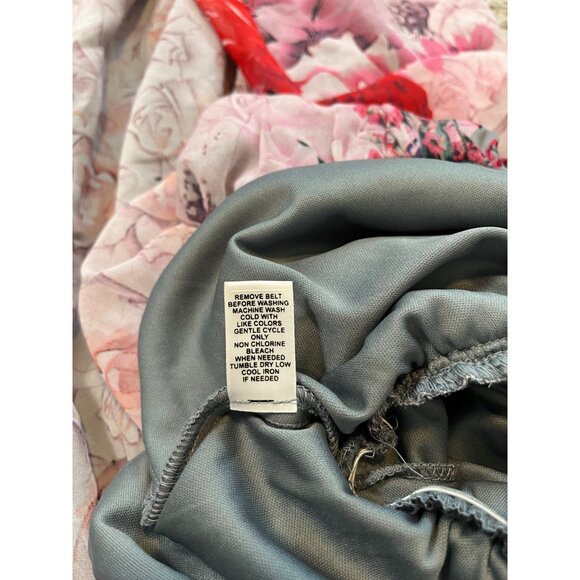 REMOVE BELT
BEFORE WASHING
MACHINE WASH
COLD WITH
LIKE COLORS
GENTLE CYCLE
ONLY
NON CHLORINE
BLEACH
WHEN NEEDED
TUMBLE DRY LOW
COOL IRON
IF NEEDED